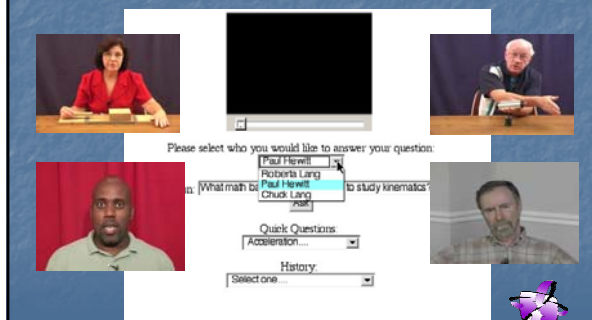 Please select who you would like to answer your question:
Paul Hewitt
Roberta Lang
Paul Hewitt
Chuck Lang
n: What math ba to study kinematics?
Ask
Quick Questions:
Acceleration....
History:
Select one....